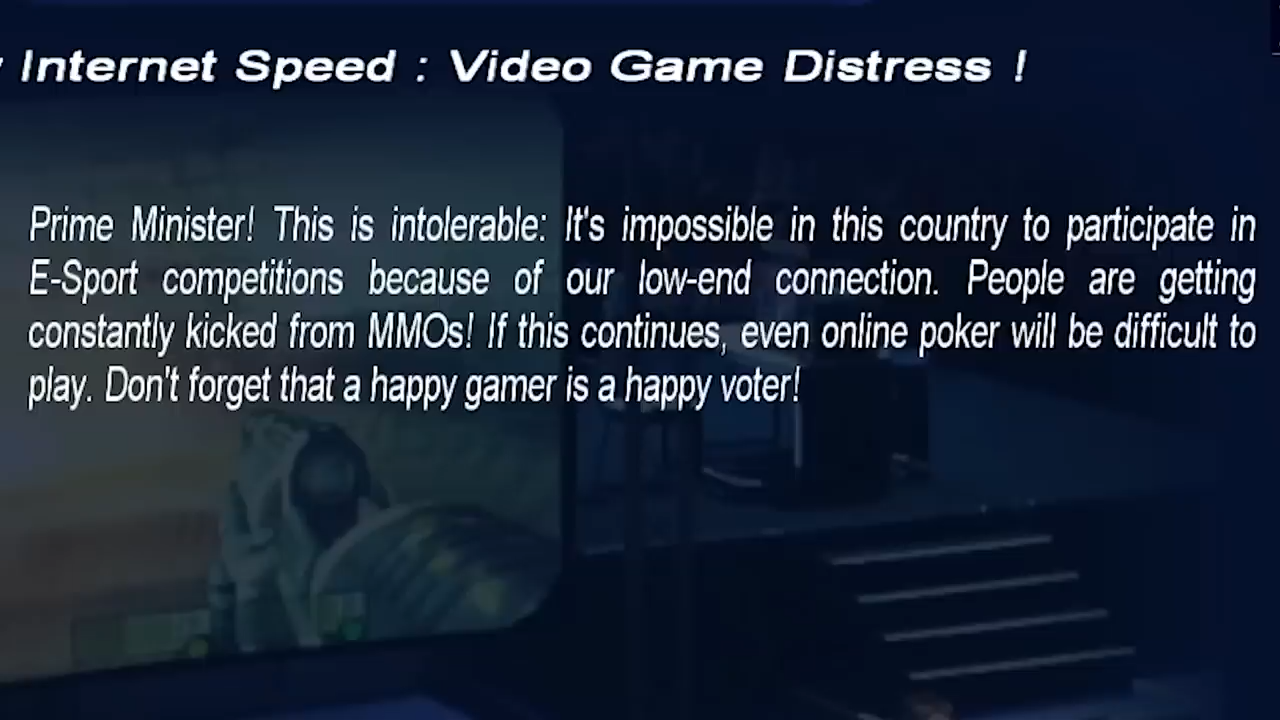 Internet Speed : Video Game Distress !
Prime Minister! This is intolerable: It's impossible in this country to participate in
E-Sport competitions because of our low-end connection. People are getting
constantly kicked from MMOs! If this continues, even online poker will be difficult to
play. Don't forget that a happy gamer is a happy voter!